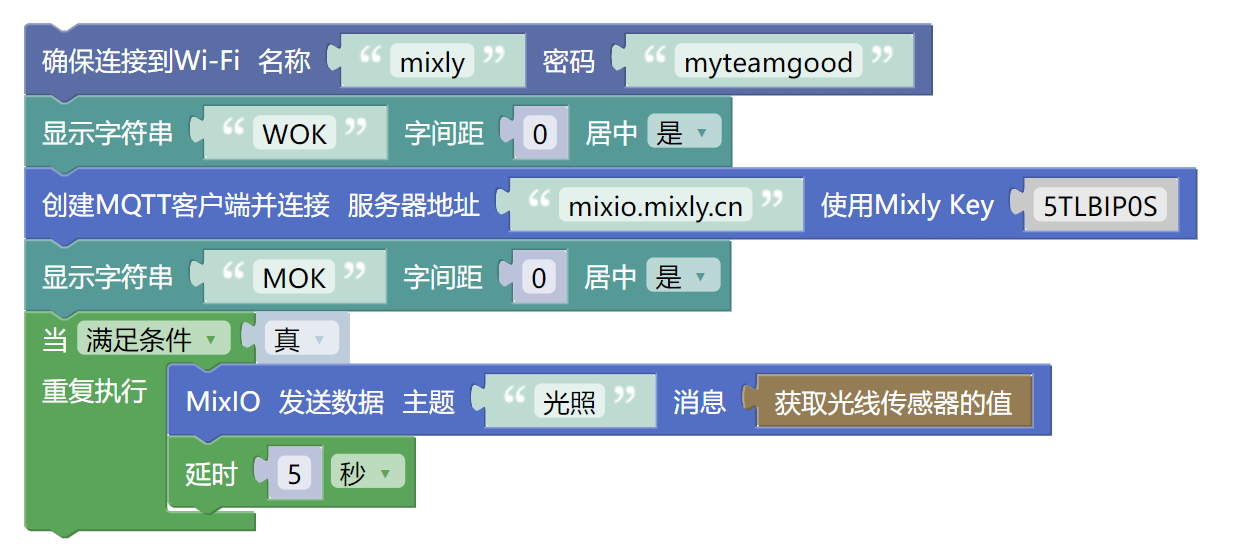 确保连接到Wi-Fi 名称 “ mixly ” 密码 “ myteamgood ”
显示字符串 “ WOK ” 字间距 0 居中 是
创建MQTT客户端并连接 服务器地址 “ mixio.mixly.cn ” 使用Mixly Key 5TLBIP0S
显示字符串 “ MOK ” 字间距 0 居中 是
当 满足条件 真
重复执行 MixIO 发送数据 主题 “ 光照 ” 消息 获取光线传感器的值
延时 5 秒